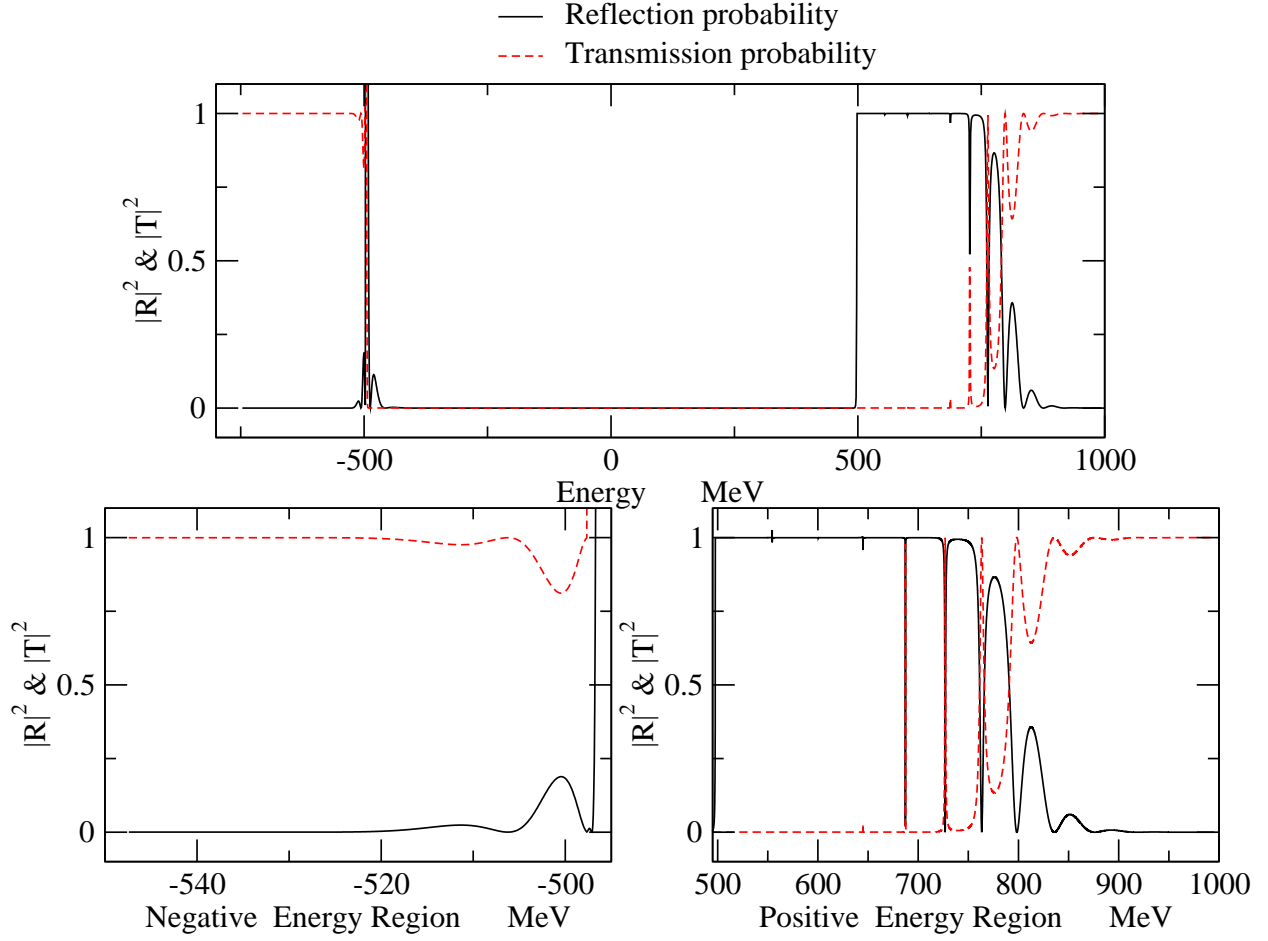 Reflection probability
Transmission probability
|R|^2 & |T|^2
1
0.5
0
-500 0 500 1000
Energy MeV
|R|^2 & |T|^2
1
0.5
0
-540 -520 -500
Negative Energy Region MeV
|R|^2 & |T|^2
1
0.5
0
500 600 700 800 900 1000
Positive Energy Region MeV